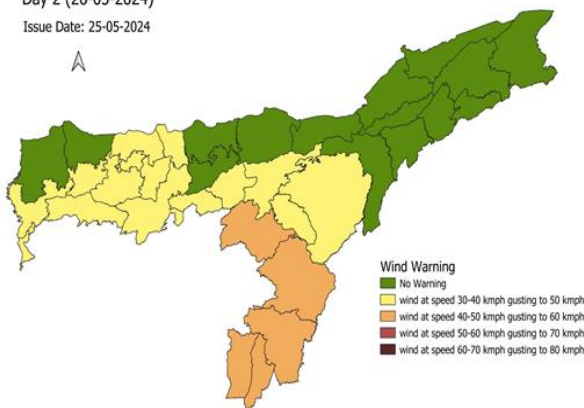 Day 2 (26-05-2024)
Issue Date: 25-05-2024
Wind Warning
No Warning
wind at speed 30-40 kmph gusting to 50 kmph
wind at speed 40-50 kmph gusting to 60 kmph
wind at speed 50-60 kmph gusting to 70 kmph
wind at speed 60-70 kmph gusting to 80 kmph